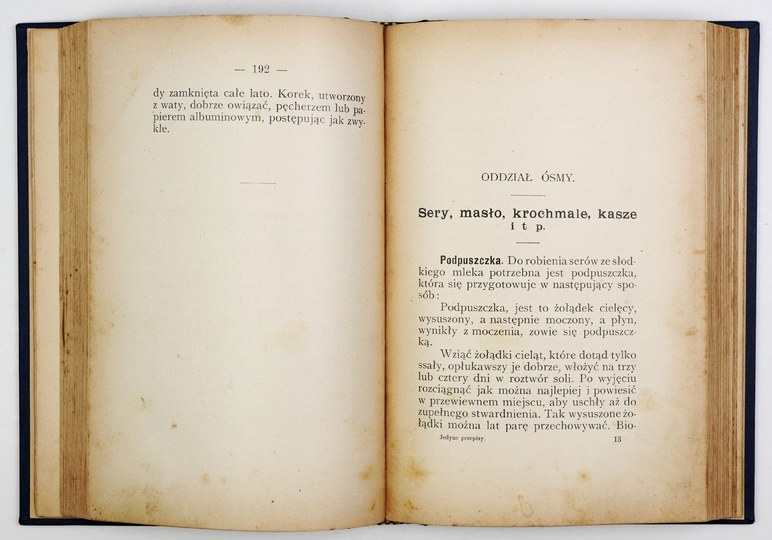 — 192 —
dy zamknięta całe lato. Korek, utworzony
z waty, dobrze owiązać, pęcherzem lub pa-
pierem albuminowym, postępując jak zwy-
kle.
ODDZIAŁ ÓSMY.
Sery, masło, krochmale, kasze
i t p.
Podpuszczka. Do robienia serów ze słod-
kiego mleka potrzebna jest podpuszczka,
która się przygotowuje w następujący spo-
sób:
Podpuszczka, jest to żołądek cielęcy,
wysuszony, a następnie moczony, a płyn,
wynikły z moczenia, zowie się podpuszcz-
ką.
Wziąć żołądki cieląt, które dotąd tylko
ssały, opłukawszy je dobrze, włożyć na trzy
lub cztery dni w roztwór soli. Po wyjęciu
rozciągnąć jak można najlepiej i powiesić
w przewiewnem miejscu, aby uschły aż do
zupełnego stwardnienia. Tak wysuszone żo-
łądki można lat parę przechowywać. Bio-
Jedyne przepisy. 13